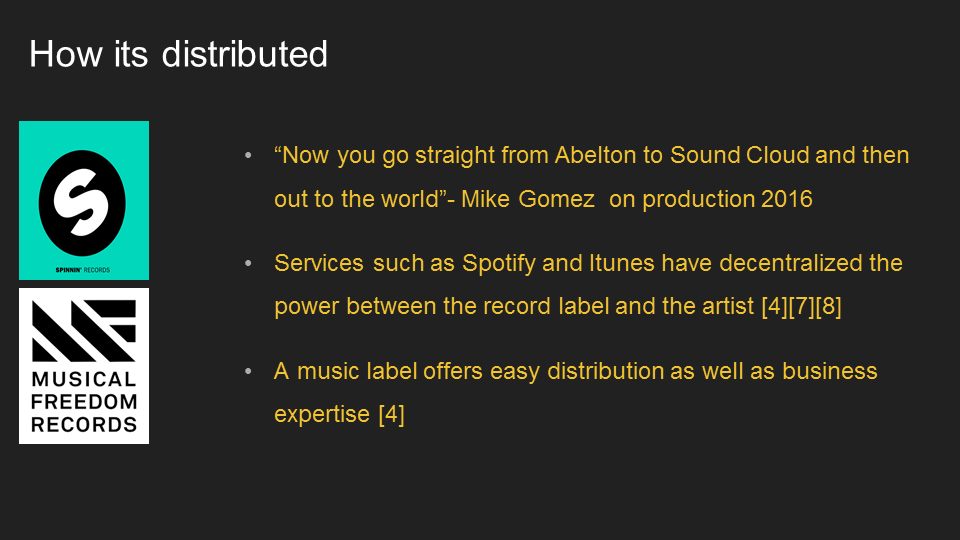 How its distributed
S
SPINNIN' RECORDS
MF
MUSICAL
FREEDOM
RECORDS
• “Now you go straight from Abelton to Sound Cloud and then
out to the world”- Mike Gomez  on production 2016
• Services such as Spotify and Itunes have decentralized the
power between the record label and the artist [4][7][8]
• A music label offers easy distribution as well as business
expertise [4]